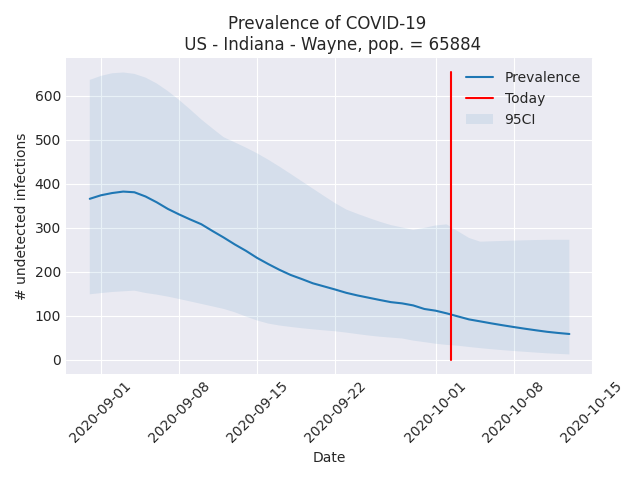 Prevalence of COVID-19
US - Indiana - Wayne, pop. = 65884
Prevalence
Today
95CI
# undetected infections
600
500
400
300
200
100
0
2020-09-01
2020-09-08
2020-09-15
2020-09-22
2020-10-01
2020-10-08
2020-10-15
Date